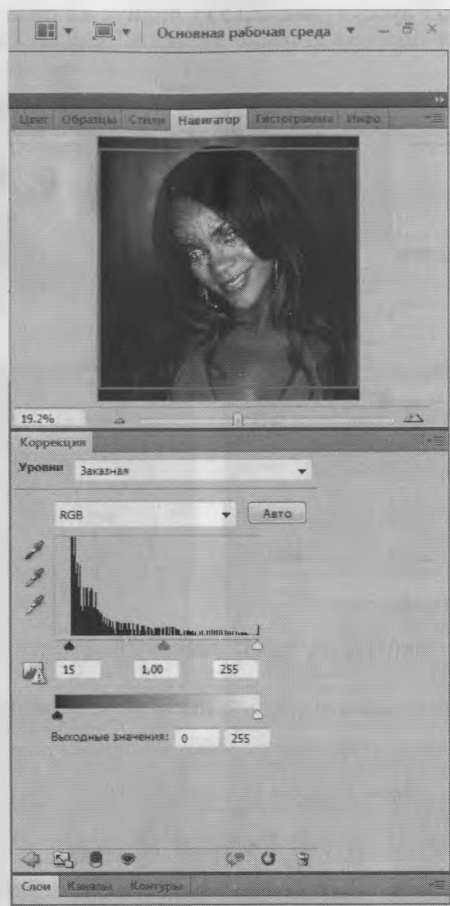 Основная рабочая среда
Цвет Образцы Стили Навигатор Гистограмма Инфо
19.2%
Коррекция
Уровни Заказная
RGB Авто
15 1,00 255
Выходные значения: 0 255
Слои Каналы Контуры